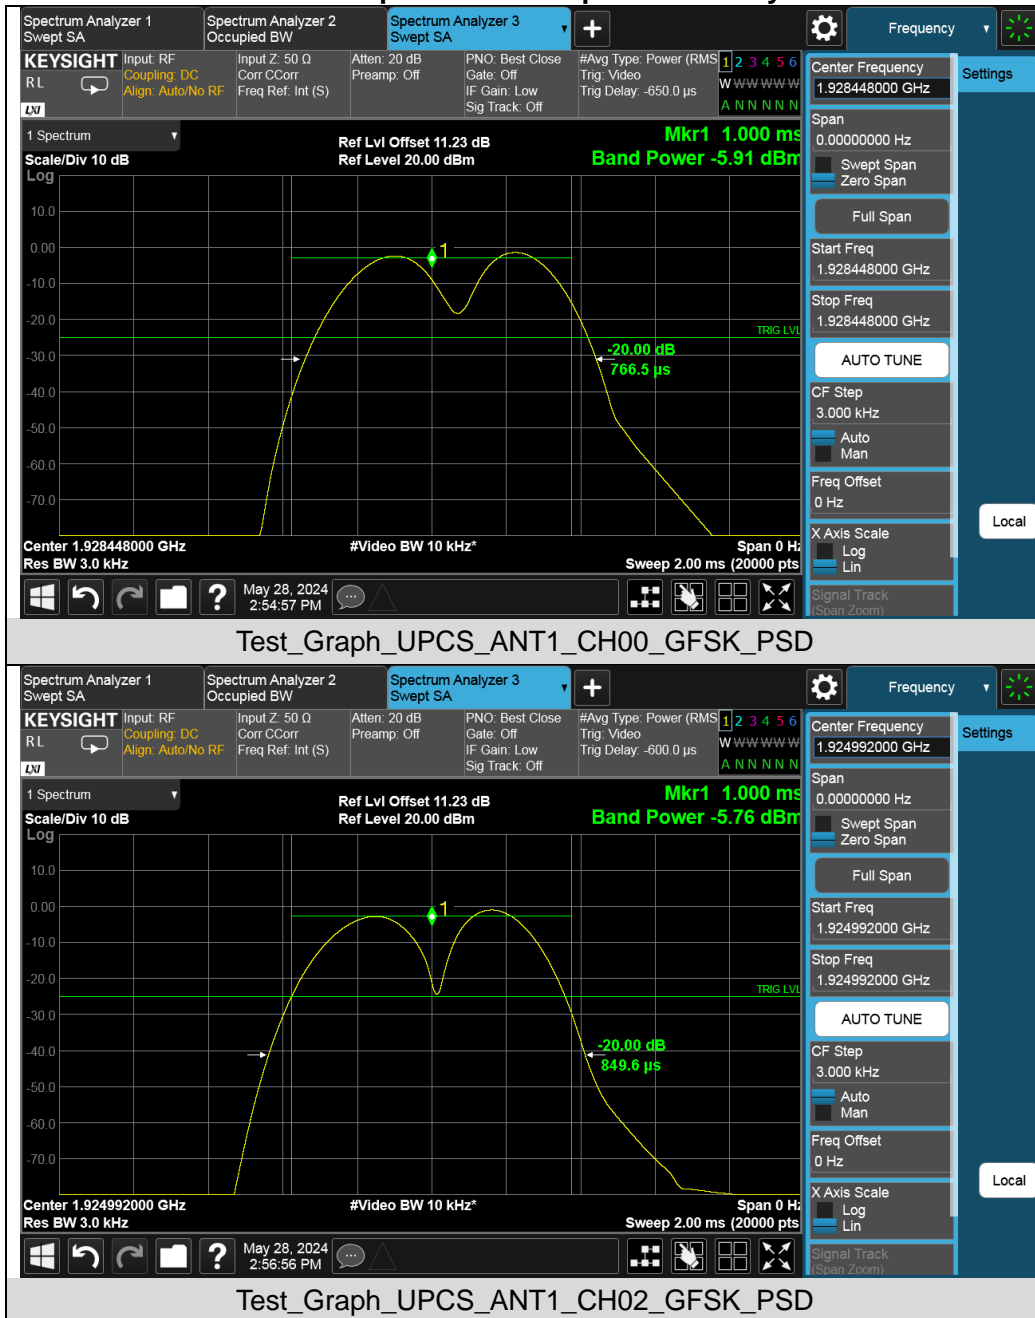 Spectrum Analyzer 1
Swept SA
Spectrum Analyzer 2
Occupied BW
Spectrum Analyzer 3
Swept SA
Frequency
KEYSIGHT
RL
LXI
Input: RF
Coupling: DC
Align: Auto/No RF
Input Z: 50 Ω
Corr CCorr
Freq Ref: Int (S)
Atten: 20 dB
Preamp: Off
PNO: Best Close
Gate: Off
IF Gain: Low
Sig Track: Off
#Avg Type: Power (RMS
Trig: Video
Trig Delay: -650.0 µs
1 2 3 4 5 6
W W W W W W
A N N N N N
1 Spectrum
Scale/Div 10 dB
Log
Ref Lvl Offset 11.23 dB
Ref Level 20.00 dBm
Mkr1 1.000 ms
Band Power -5.91 dBm
10.0
0.00
-10.0
-20.0
-30.0
-40.0
-50.0
-60.0
-70.0
1
TRIG LVL
-20.00 dB
766.5 µs
Center 1.928448000 GHz
Res BW 3.0 kHz
#Video BW 10 kHz*
Span 0 Hz
Sweep 2.00 ms (20000 pts
May 28, 2024
2:54:57 PM
Center Frequency
1.928448000 GHz
Settings
Span
0.00000000 Hz
Swept Span
Zero Span
Full Span
Start Freq
1.928448000 GHz
Stop Freq
1.928448000 GHz
AUTO TUNE
CF Step
3.000 kHz
Auto
Man
Freq Offset
0 Hz
X Axis Scale
Log
Lin
Signal Track
(Span Zoom)
Local
Test_Graph_UPCS_ANT1_CH00_GFSK_PSD
Spectrum Analyzer 1
Swept SA
Spectrum Analyzer 2
Occupied BW
Spectrum Analyzer 3
Swept SA
Frequency
KEYSIGHT
RL
LXI
Input: RF
Coupling: DC
Align: Auto/No RF
Input Z: 50 Ω
Corr CCorr
Freq Ref: Int (S)
Atten: 20 dB
Preamp: Off
PNO: Best Close
Gate: Off
IF Gain: Low
Sig Track: Off
#Avg Type: Power (RMS
Trig: Video
Trig Delay: -600.0 µs
1 2 3 4 5 6
W W W W W W
A N N N N N
1 Spectrum
Scale/Div 10 dB
Log
Ref Lvl Offset 11.23 dB
Ref Level 20.00 dBm
Mkr1 1.000 ms
Band Power -5.76 dBm
10.0
0.00
-10.0
-20.0
-30.0
-40.0
-50.0
-60.0
-70.0
1
TRIG LVL
-20.00 dB
849.6 µs
Center 1.924992000 GHz
Res BW 3.0 kHz
#Video BW 10 kHz*
Span 0 Hz
Sweep 2.00 ms (20000 pts
May 28, 2024
2:56:56 PM
Center Frequency
1.924992000 GHz
Settings
Span
0.00000000 Hz
Swept Span
Zero Span
Full Span
Start Freq
1.924992000 GHz
Stop Freq
1.924992000 GHz
AUTO TUNE
CF Step
3.000 kHz
Auto
Man
Freq Offset
0 Hz
X Axis Scale
Log
Lin
Signal Track
(Span Zoom)
Local
Test_Graph_UPCS_ANT1_CH02_GFSK_PSD